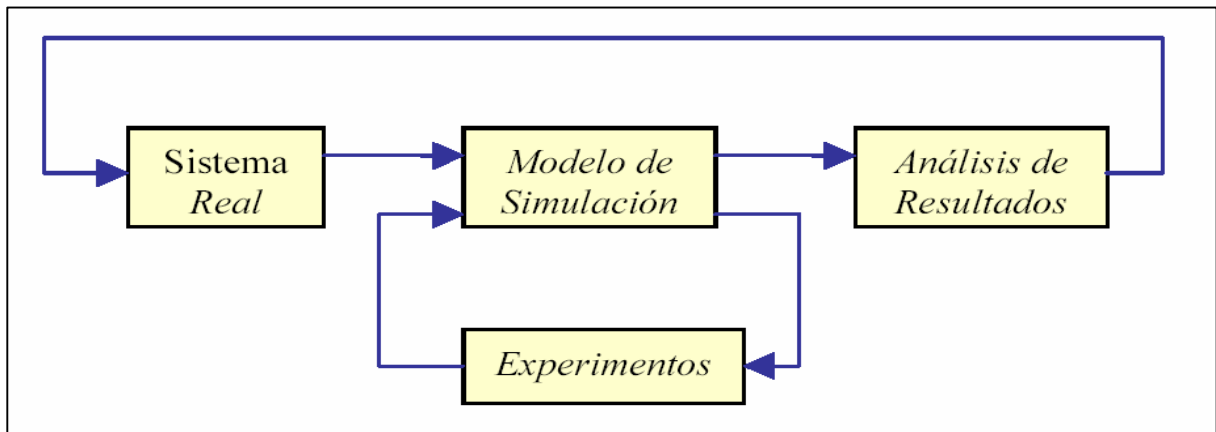 Sistema
Real
Modelo de
Simulación
Análisis de
Resultados
Experimentos